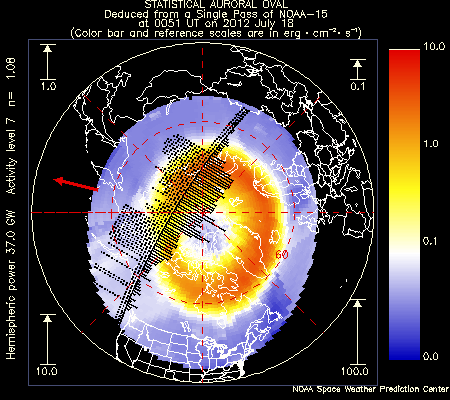 STATISTICAL AURORAL OVAL
Deduced from a Single Pass of NOAA-15
at 0051 UT on 2012 July 18
(Color bar and reference scales are in erg · cm⁻² · s⁻¹)
1.0
0.1
10.0
100.0
60
Hemispheric power 37.0 GW Activity level 7 n= 1.08
10.0
1.0
0.1
0.0
NOAA Space Weather Prediction Center